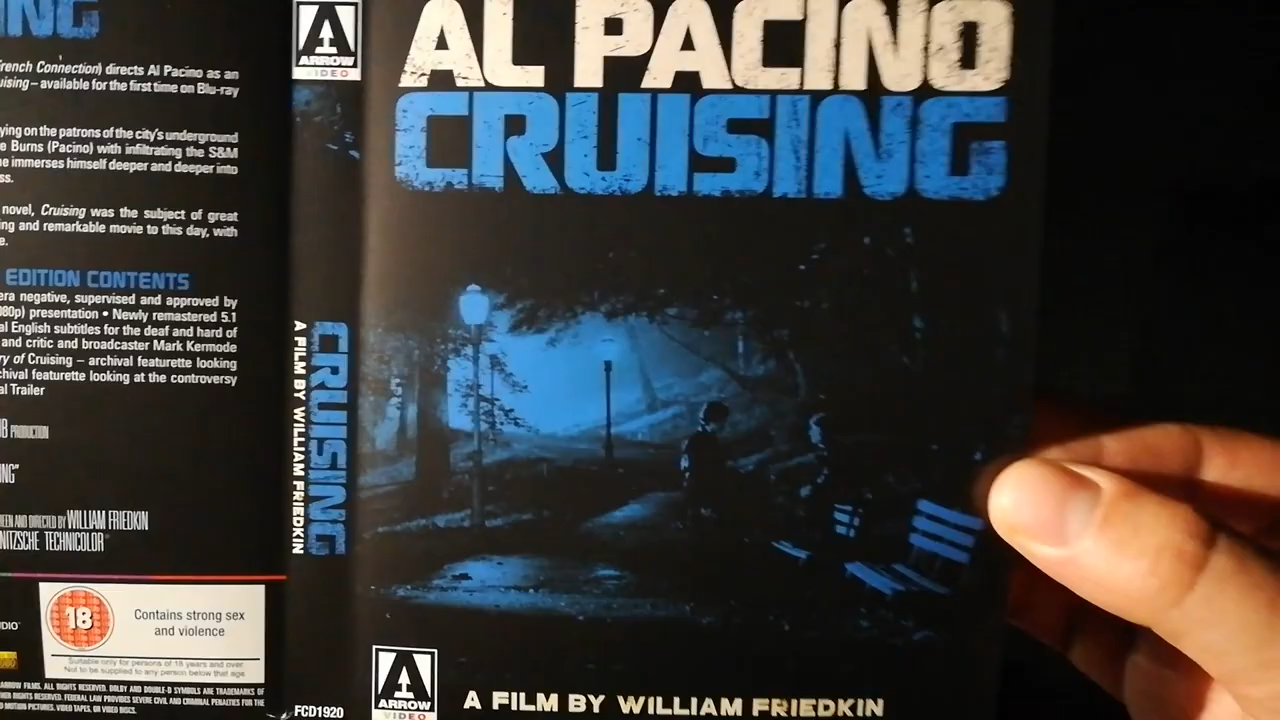 ING
rench Connection) directs Al Pacino as an
uising – available for the first time on Blu-ray
ying on the patrons of the city's underground
e Burns (Pacino) with infiltrating the S&M
he immerses himself deeper and deeper into
ss.
novel, Cruising was the subject of great
ing and remarkable movie to this day, with
e.
EDITION CONTENTS
era negative, supervised and approved by
080p) presentation • Newly remastered 5.1
al English subtitles for the deaf and hard of
and critic and broadcaster Mark Kermode
ry of Cruising – archival featurette looking
chival featurette looking at the controversy
al Trailer
PRODUCTION
ING"
EEN AND DIRECTED BY WILLIAM FRIEDKIN
NITZSCHE TECHNICOLOR
18
Contains strong sex
and violence
Suitable only for persons of 18 years and over
Not to be supplied to any person below that age
ARROW FILMS. ALL RIGHTS RESERVED. DOLBY AND DOUBLE-D SYMBOLS ARE TRADEMARKS OF
RIGHTS RESERVED. FEDERAL LAW PROVIDES SEVERE CIVIL AND CRIMINAL PENALTIES FOR THE
MOTION PICTURES, VIDEO TAPES, OR VIDEO DISCS.
ARROW
VIDEO
CRUISING
A FILM BY WILLIAM FRIEDKIN
FCD1920
AL PACINO
CRUISING
ARROW
VIDEO
A FILM BY WILLIAM FRIEDKIN